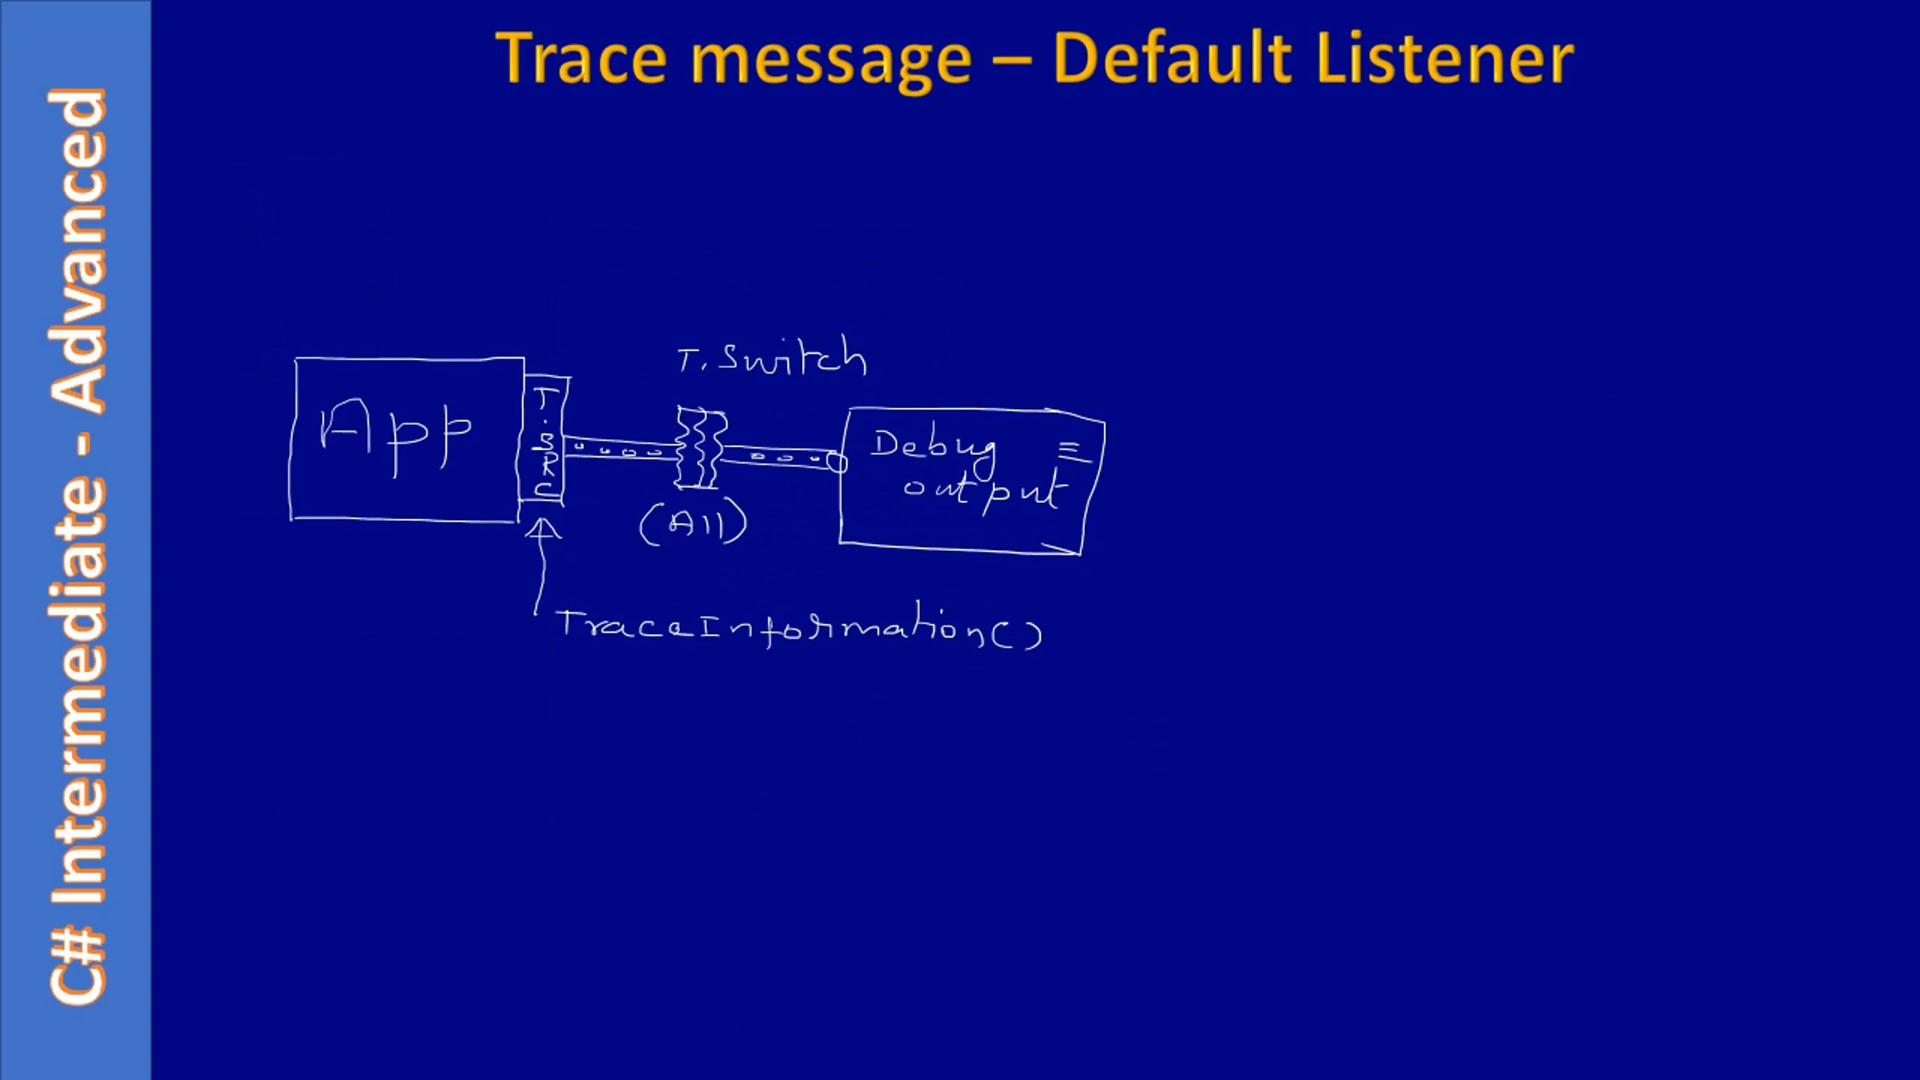 Trace message – Default Listener
C# Intermediate - Advanced
T. Switch
App
T.SRC
Debug
output
(All)
TraceInformation()